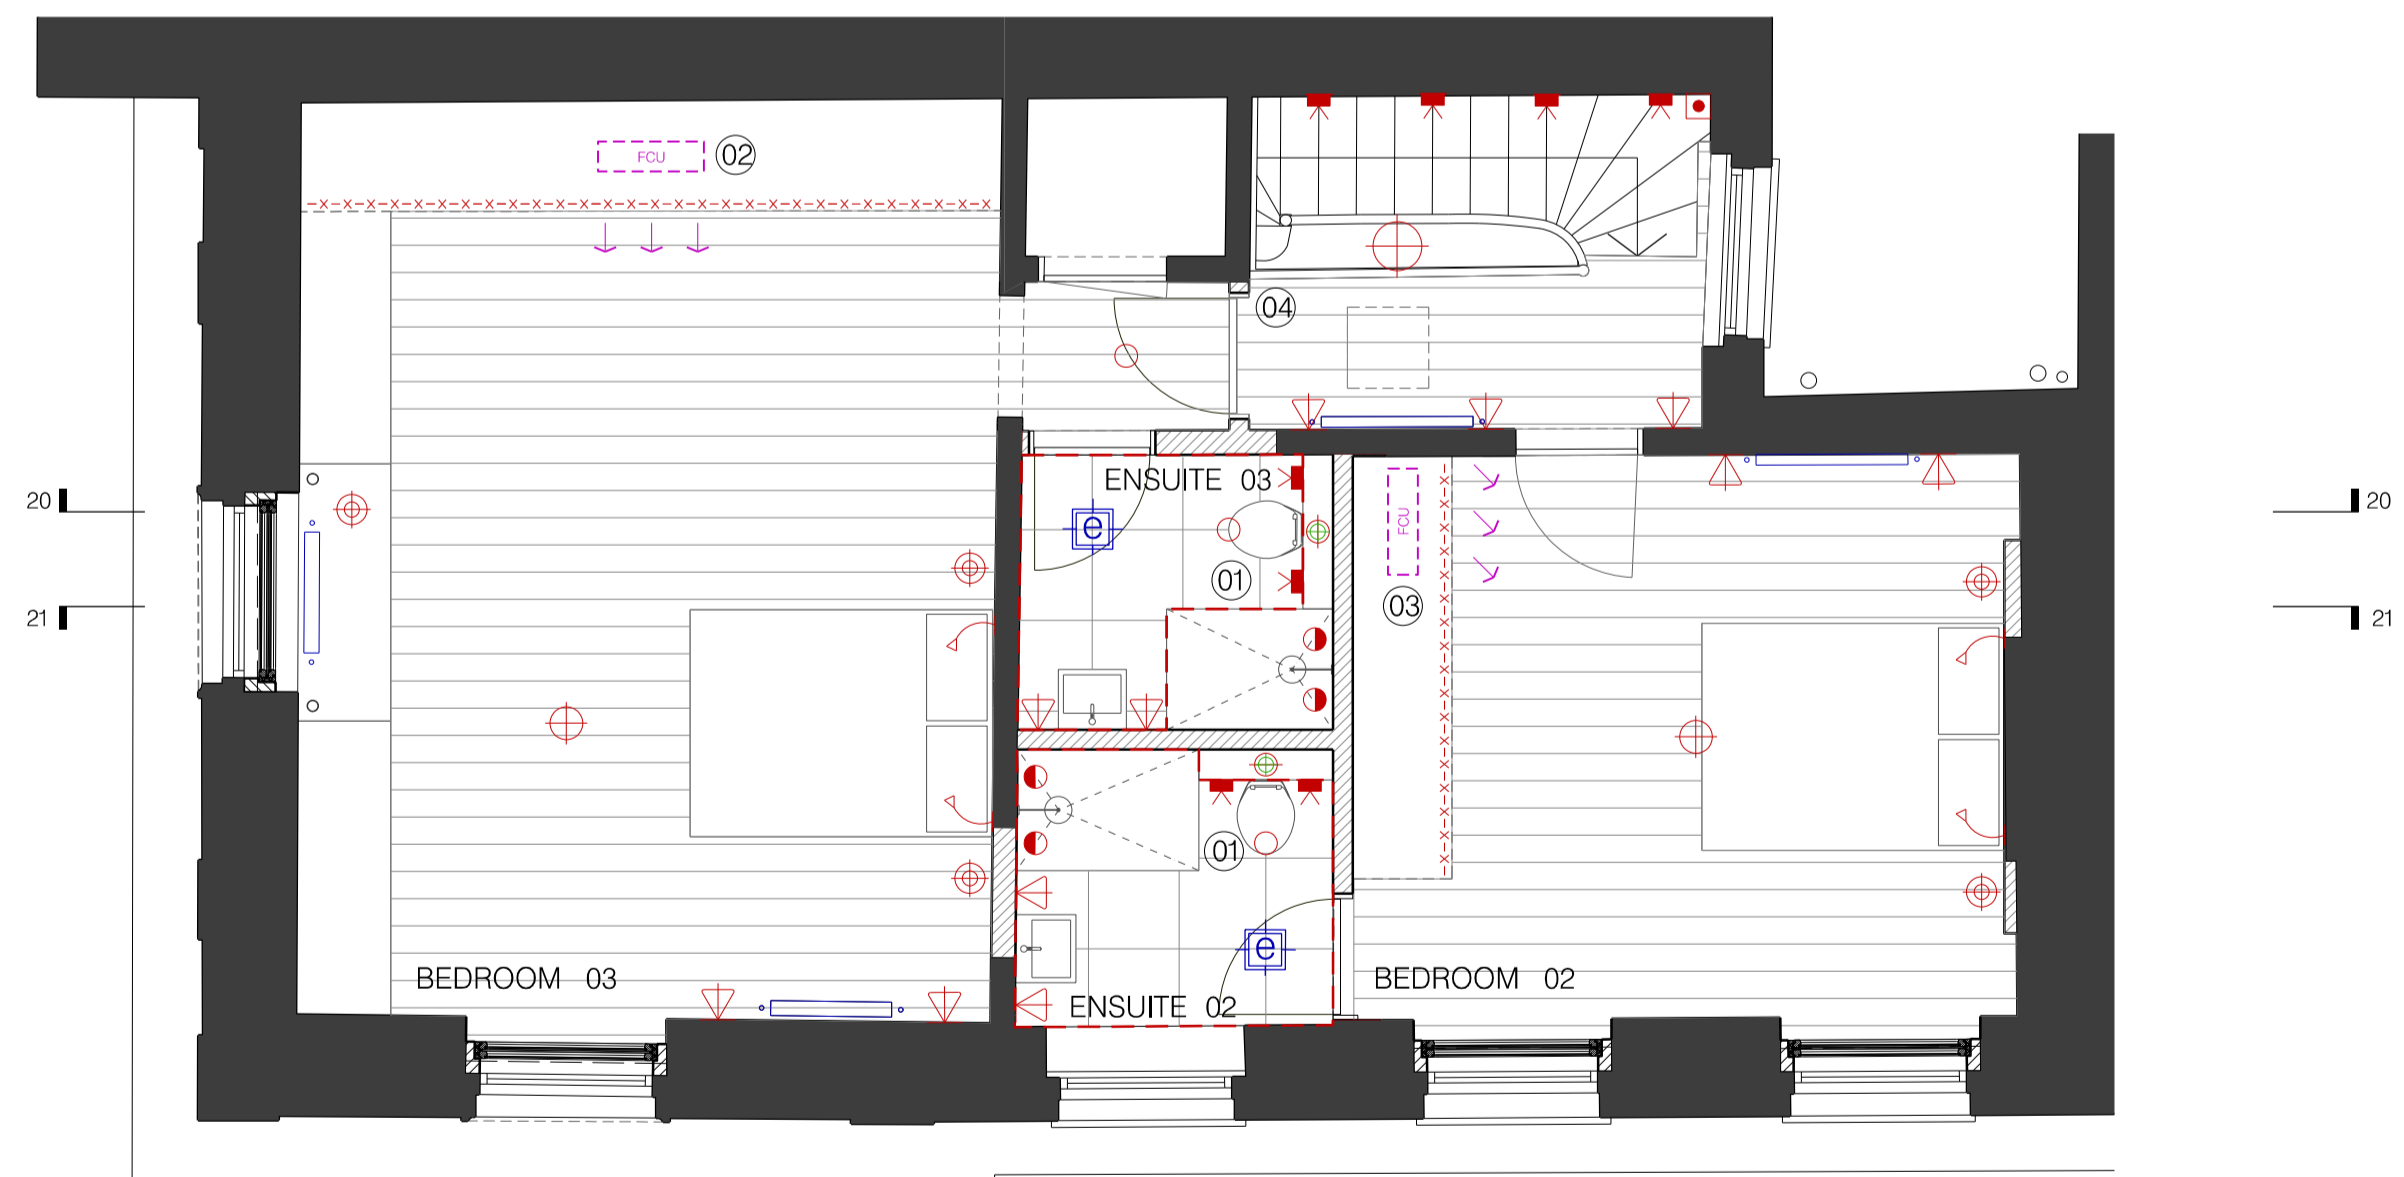 FCU 02
04
20 20
ENSUITE 03
e
FCU
01
03
21 21
01
e
BEDROOM 03
BEDROOM 02
ENSUITE 02